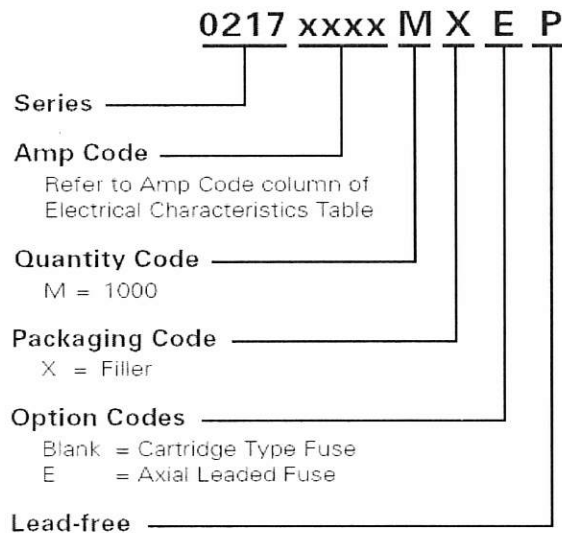 0217 xxxx M X E P
Series
Amp Code
Refer to Amp Code column of
Electrical Characteristics Table
Quantity Code
M = 1000
Packaging Code
X = Filler
Option Codes
Blank = Cartridge Type Fuse
E = Axial Leaded Fuse
Lead-free